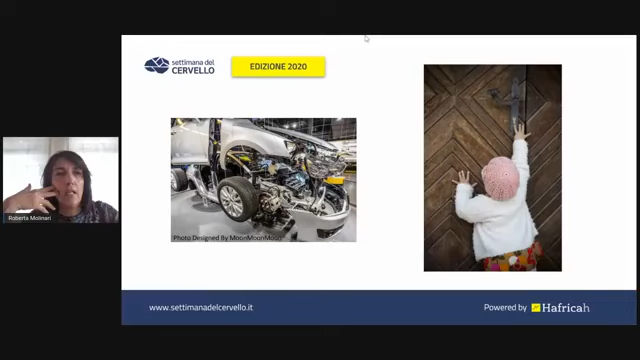 settimana del
CERVELLO
EDIZIONE 2020
Photo Designed By MoonMoonMoon
Roberta Molinari
www.settimanadelcervello.it
Powered by Hafricah